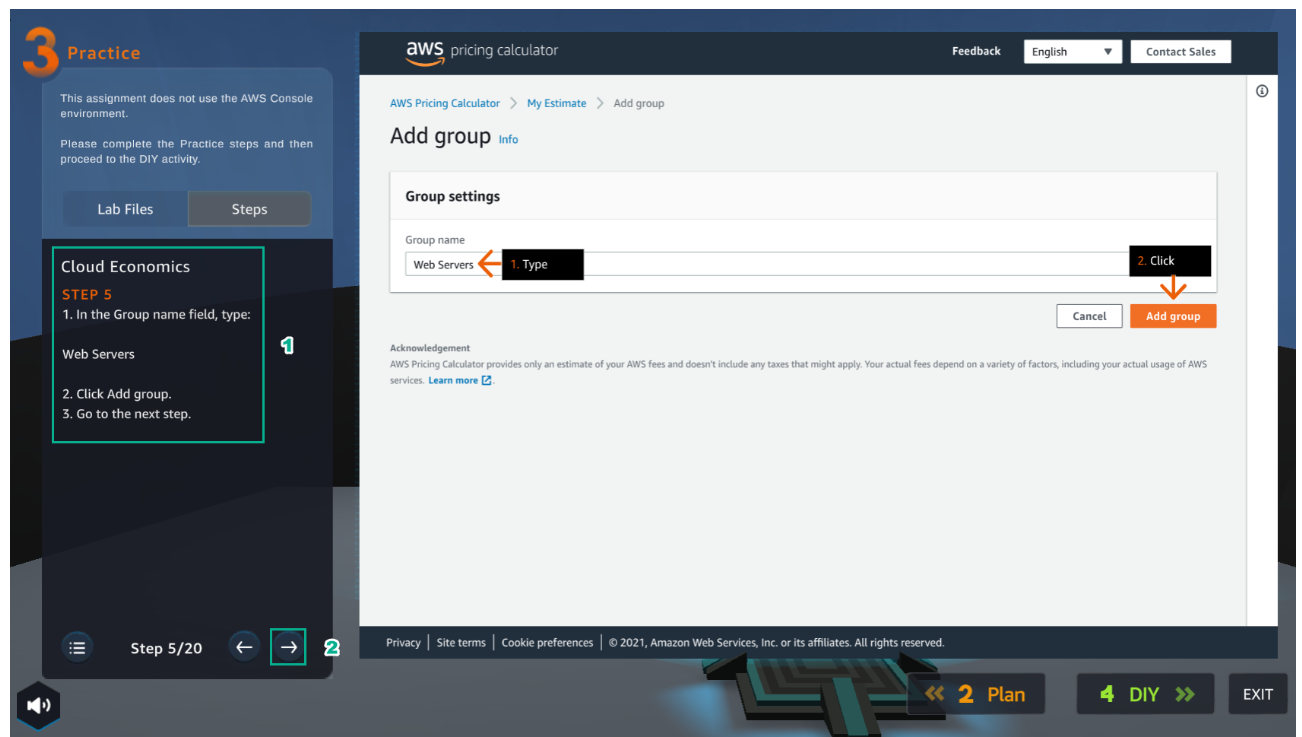 3 Practice
This assignment does not use the AWS Console
environment.
Please complete the Practice steps and then
proceed to the DIY activity.
Lab Files
Steps
Cloud Economics
STEP 5
1. In the Group name field, type:
Web Servers
2. Click Add group.
3. Go to the next step.
1
Step 5/20
2
aws pricing calculator
Feedback
English
Contact Sales
AWS Pricing Calculator > My Estimate > Add group
Add group Info
Group settings
Group name
Web Servers
1. Type
2. Click
Cancel
Add group
Acknowledgement
AWS Pricing Calculator provides only an estimate of your AWS fees and doesn't include any taxes that might apply. Your actual fees depend on a variety of factors, including your actual usage of AWS
services. Learn more.
Privacy | Site terms | Cookie preferences | © 2021, Amazon Web Services, Inc. or its affiliates. All rights reserved.
2 Plan
4 DIY
EXIT